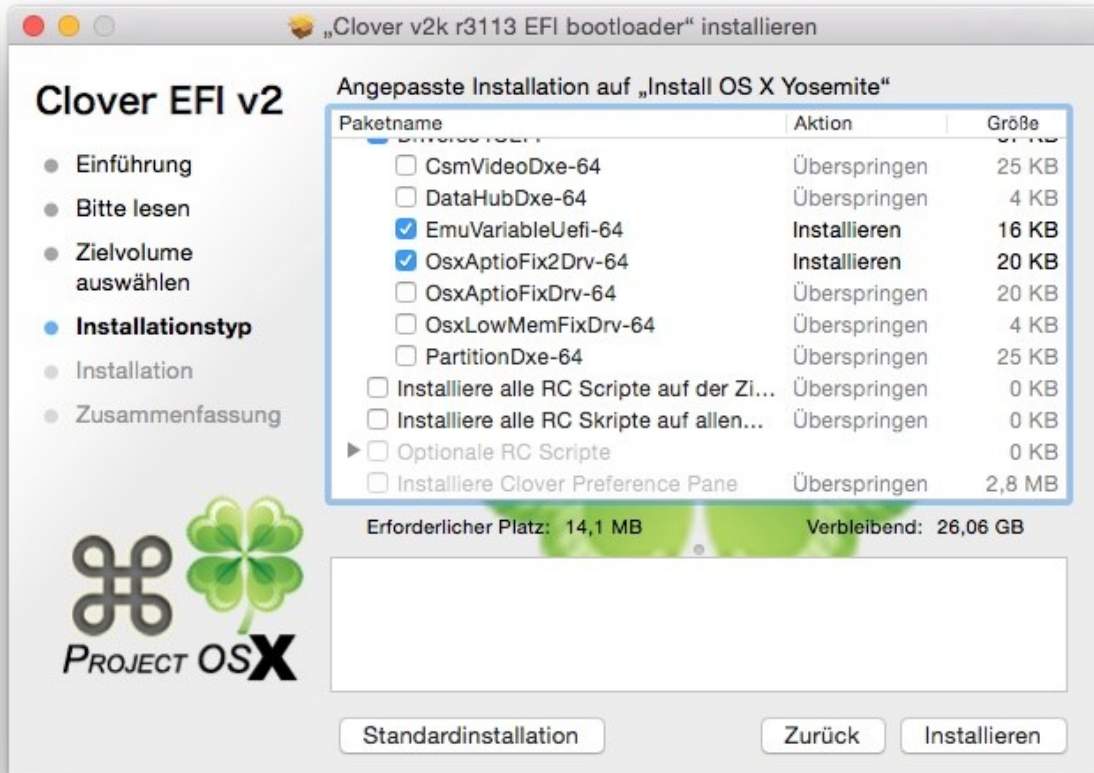 „Clover v2k r3113 EFI bootloader“ installieren
Clover EFI v2
Einführung
Bitte lesen
Zielvolume
auswählen
Installationstyp
Installation
Zusammenfassung
PROJECT OSX
Angepasste Installation auf „Install OS X Yosemite“
Paketname Aktion Größe
CsmVideoDxe-64 Überspringen 25 KB
DataHubDxe-64 Überspringen 4 KB
EmuVariableUefi-64 Installieren 16 KB
OsxAptioFix2Drv-64 Installieren 20 KB
OsxAptioFixDrv-64 Überspringen 20 KB
OsxLowMemFixDrv-64 Überspringen 4 KB
PartitionDxe-64 Überspringen 25 KB
Installiere alle RC Scripte auf der Zi... Überspringen 0 KB
Installiere alle RC Skripte auf allen... Überspringen 0 KB
Optionale RC Scripte 0 KB
Installiere Clover Preference Pane Überspringen 2,8 MB
Erforderlicher Platz: 14,1 MB Verbleibend: 26,06 GB
Standardinstallation Zurück Installieren